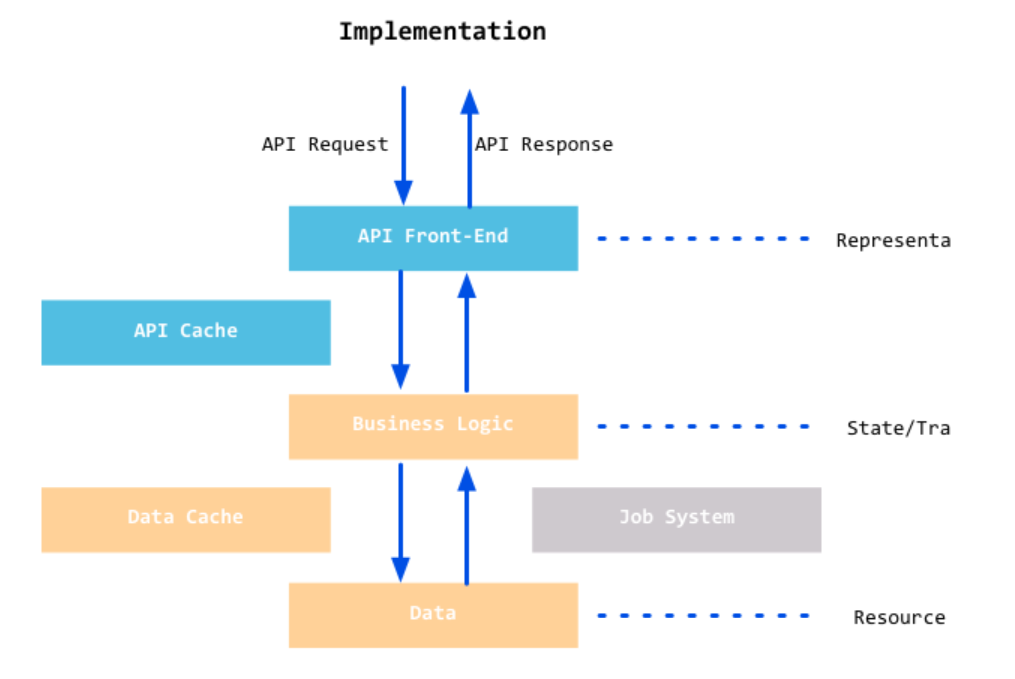 Implementation
API Request
API Response
API Front-End
Representa
API Cache
Business Logic
State/Tra
Data Cache
Job System
Data
Resource